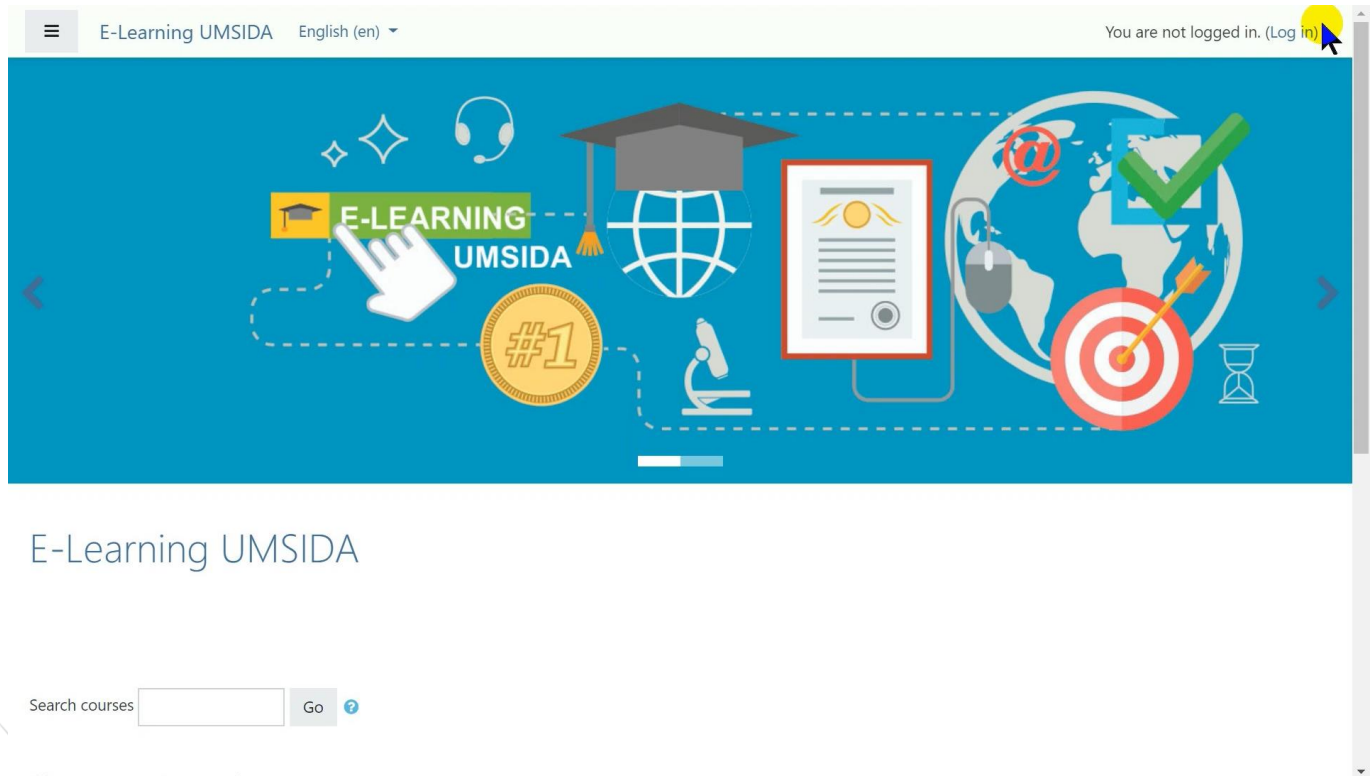 E-Learning UMSIDA English (en) You are not logged in. (Log in)
E-LEARNING
UMSIDA
@
#1
E-Learning UMSIDA
Search courses Go ?